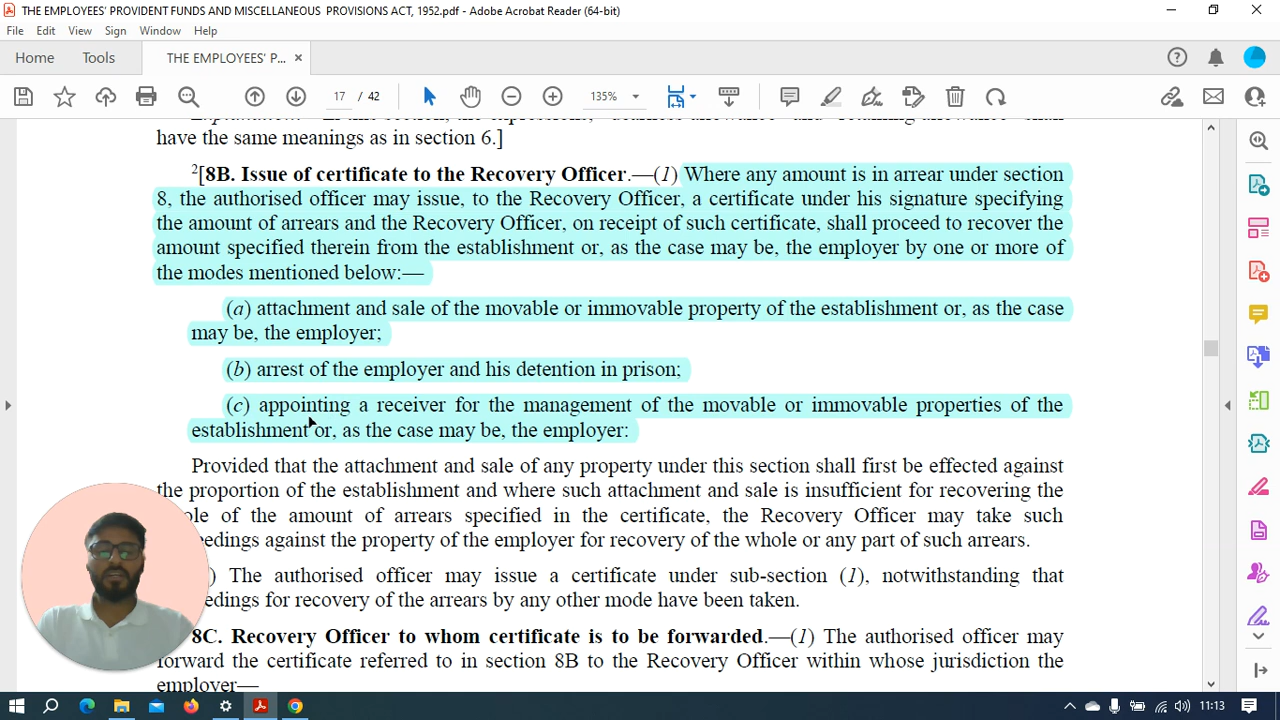 THE EMPLOYEES' PROVIDENT FUNDS AND MISCELLANEOUS PROVISIONS ACT, 1952.pdf - Adobe Acrobat Reader (64-bit)
File Edit View Sign Window Help
Home Tools THE EMPLOYEES' P...
17 / 42 135%
have the same meanings as in section 6.]
2[8B. Issue of certificate to the Recovery Officer.—(1) Where any amount is in arrear under section
8, the authorised officer may issue, to the Recovery Officer, a certificate under his signature specifying
the amount of arrears and the Recovery Officer, on receipt of such certificate, shall proceed to recover the
amount specified therein from the establishment or, as the case may be, the employer by one or more of
the modes mentioned below:—
(a) attachment and sale of the movable or immovable property of the establishment or, as the case
may be, the employer;
(b) arrest of the employer and his detention in prison;
(c) appointing a receiver for the management of the movable or immovable properties of the
establishment or, as the case may be, the employer:
Provided that the attachment and sale of any property under this section shall first be effected against
the proportion of the establishment and where such attachment and sale is insufficient for recovering the
of the amount of arrears specified in the certificate, the Recovery Officer may take such
against the property of the employer for recovery of the whole or any part of such arrears.
The authorised officer may issue a certificate under sub-section (1), notwithstanding that
for recovery of the arrears by any other mode have been taken.
8C. Recovery Officer to whom certificate is to be forwarded.—(1) The authorised officer may
forward the certificate referred to in section 8B to the Recovery Officer within whose jurisdiction the
employer—
11:13